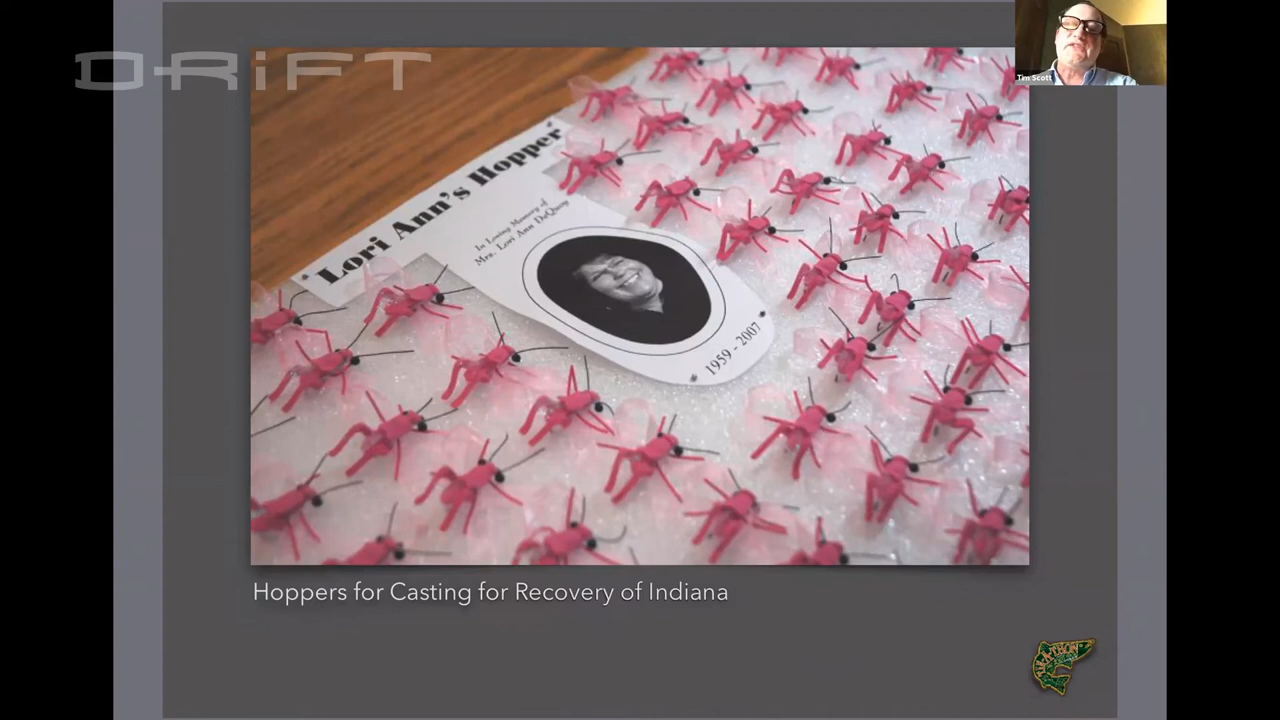 DRiFT
Tim Scott
Lori Ann's Hopper
In Loving Memory of
Mrs. Lori Ann DeQuoy
1959 - 2007
Hoppers for Casting for Recovery of Indiana